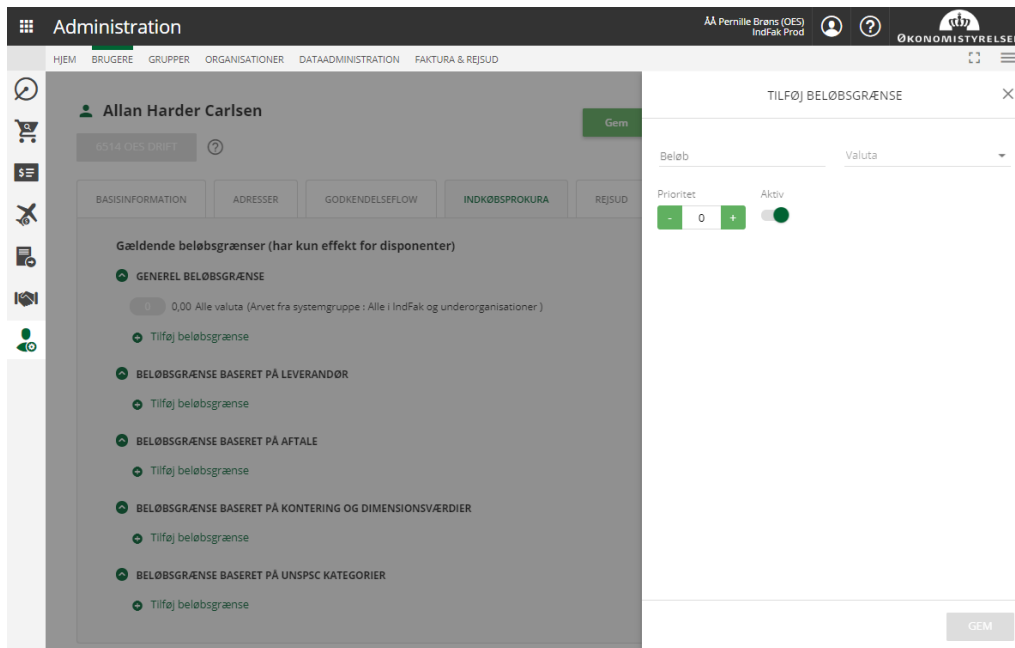 Administration
ÅÅ Pernille Brøns (OES)
IndFak Prod
ØKONOMISTYRELSE
HJEM BRUGERE GRUPPER ORGANISATIONER DATAADMINISTRATION FAKTURA & REJSUD
Allan Harder Carlsen
Gem
6514 OES DRIFT
BASISINFORMATION ADRESSER GODKENDELSEFLOW INDKØBSPROKURA REJSUD
Gældende beløbsgrænser (har kun effekt for disponenter)
GENEREL BELØBSGRÆNSE
0 0,00 Alle valuta (Arvet fra systemgruppe : Alle i IndFak og underorganisationer )
Tilføj beløbsgrænse
BELØBSGRÆNSE BASERET PÅ LEVERANDØR
Tilføj beløbsgrænse
BELØBSGRÆNSE BASERET PÅ AFTALE
Tilføj beløbsgrænse
BELØBSGRÆNSE BASERET PÅ KONTERING OG DIMENSIONSVÆRDIER
Tilføj beløbsgrænse
BELØBSGRÆNSE BASERET PÅ UNSPSC KATEGORIER
Tilføj beløbsgrænse
TILFØJ BELØBSGRÆNSE
Beløb Valuta
Prioritet Aktiv
- 0 +
GEM